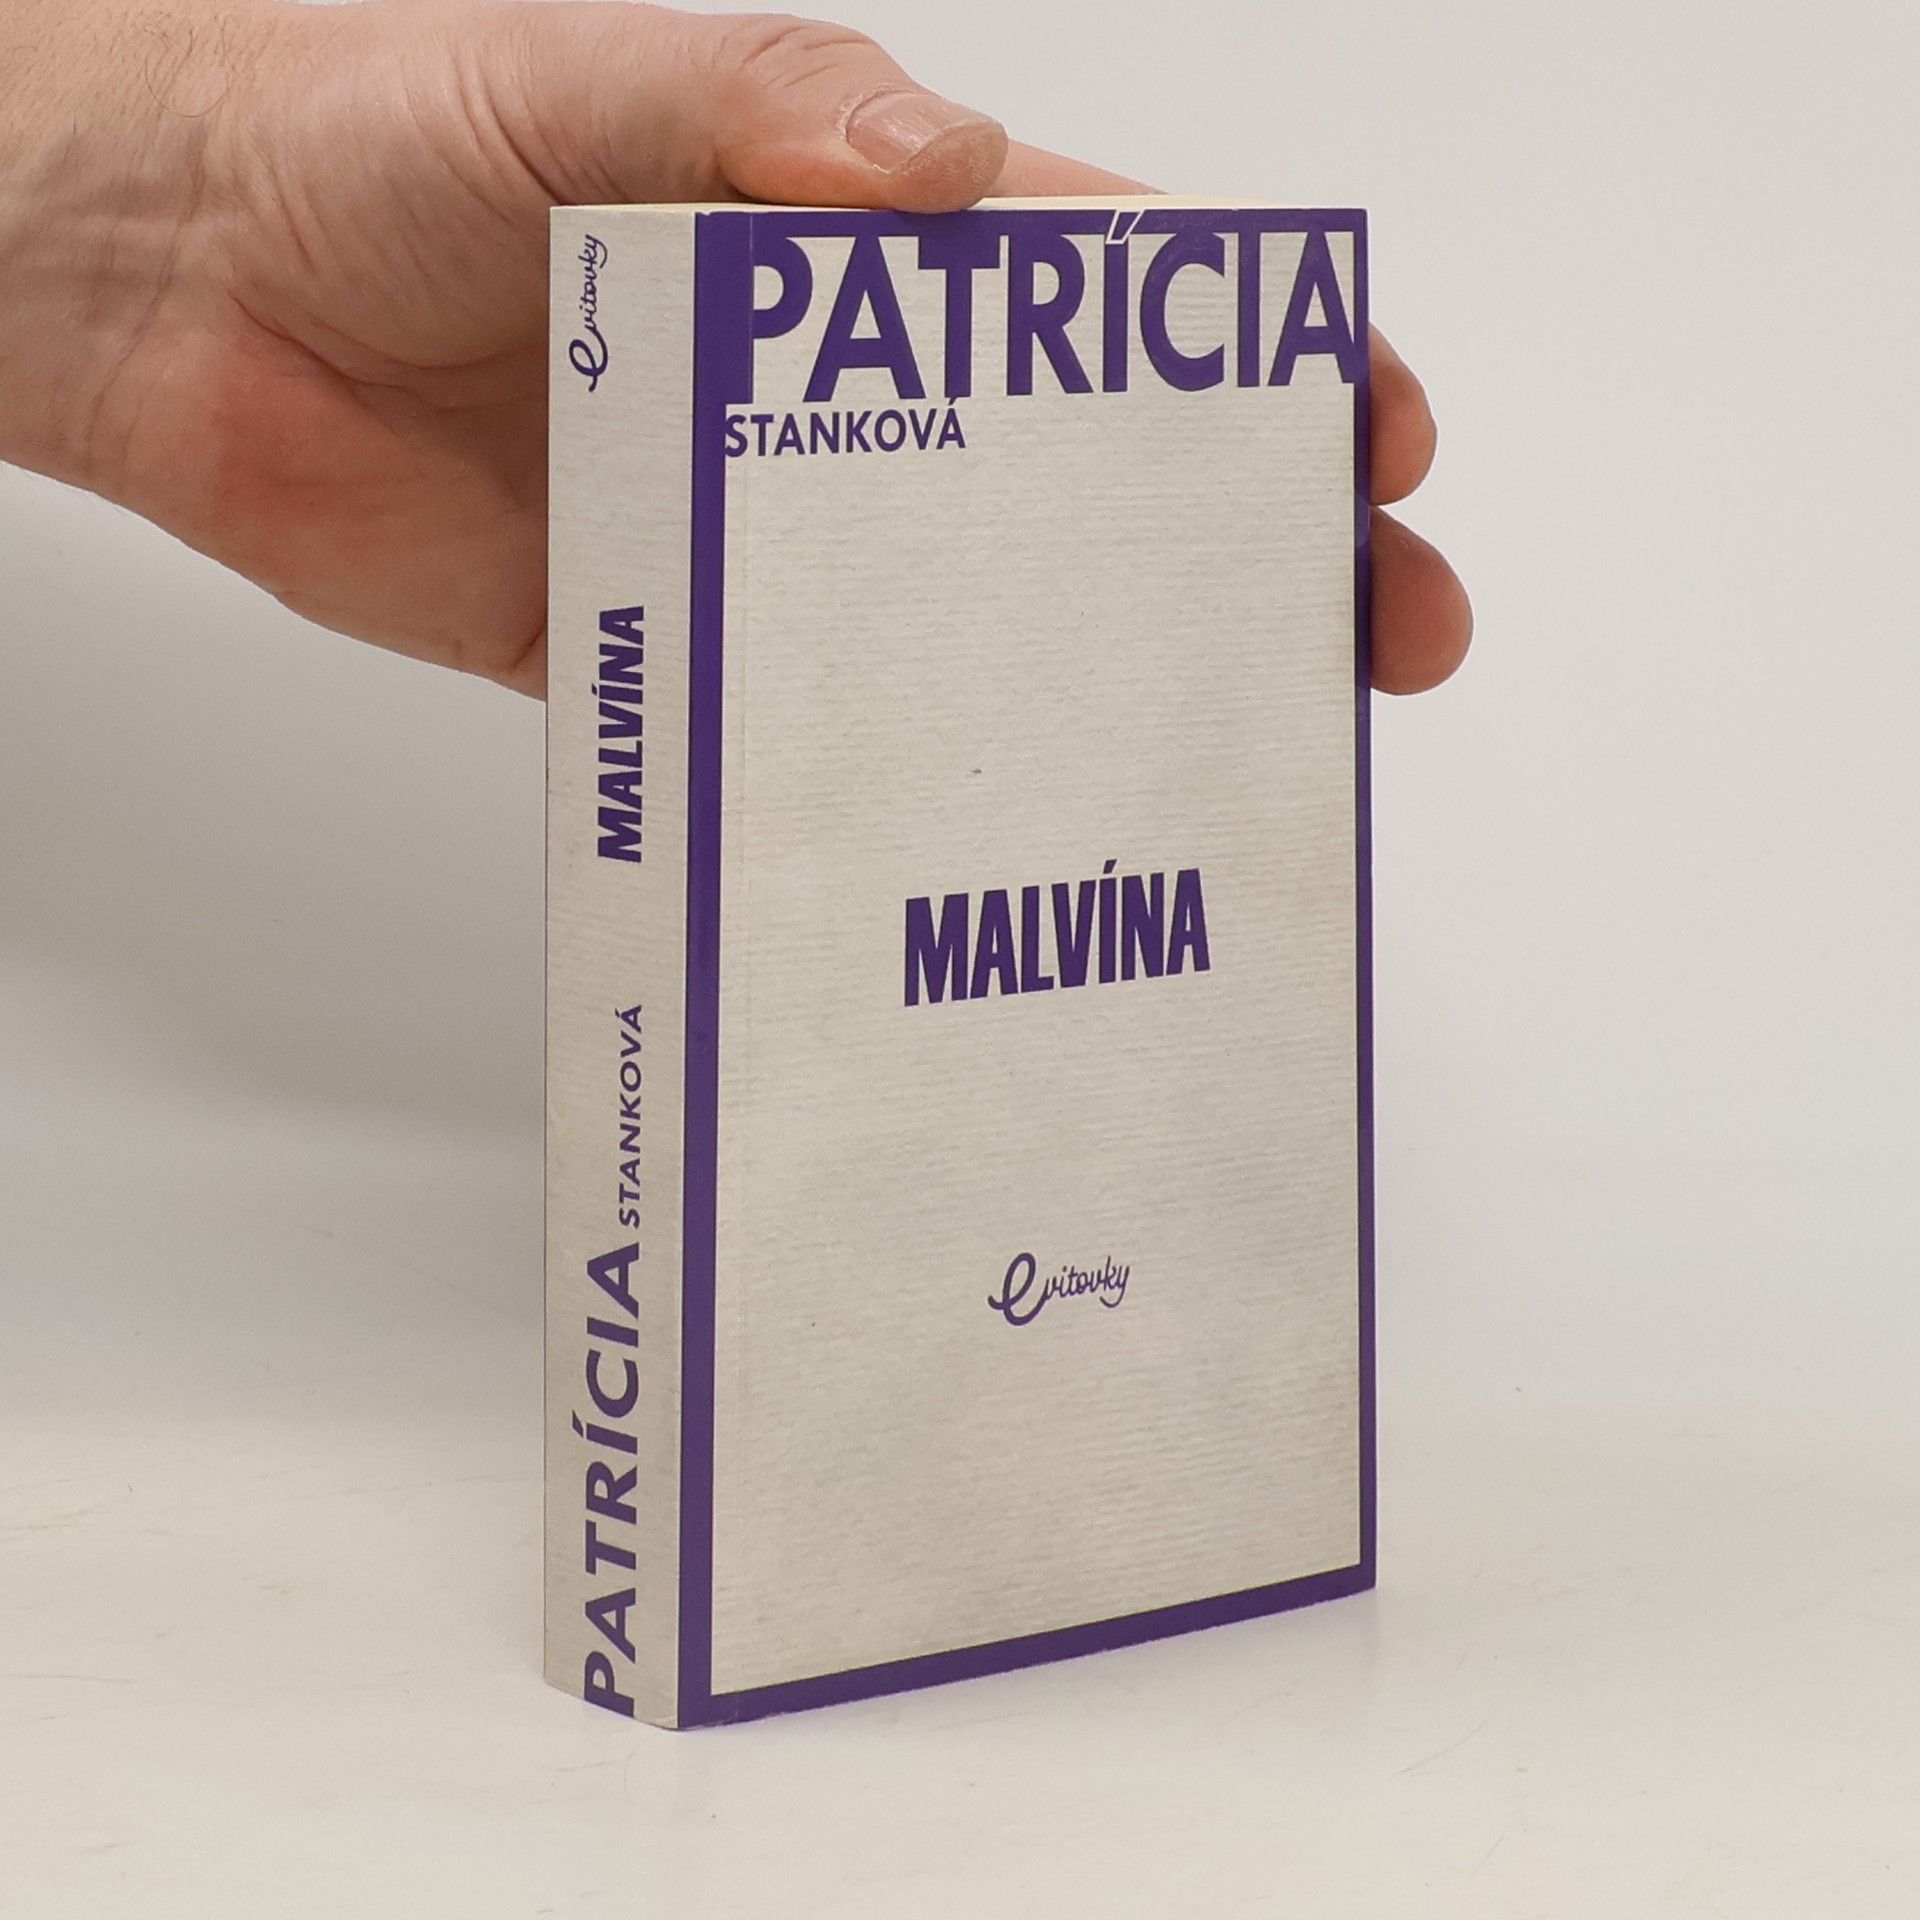 PATRÍCIA
STANKOVÁ
MALVÍNA
evitovky
evitovky
MALVÍNA
PATRÍCIA STANKOVÁ